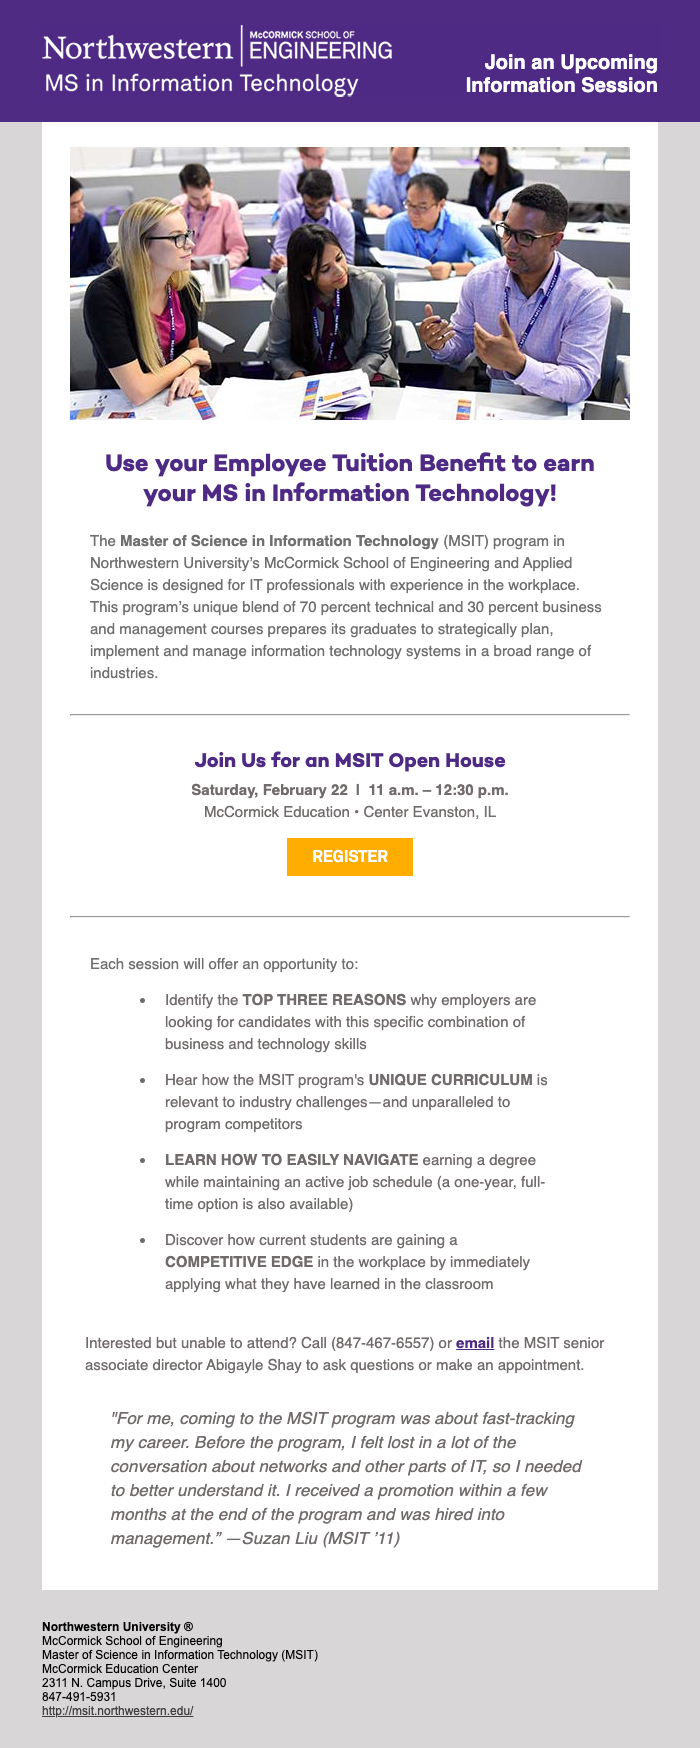 Northwestern | McCORMICK SCHOOL OF
ENGINEERING
MS in Information Technology
Join an Upcoming
Information Session
Use your Employee Tuition Benefit to earn
your MS in Information Technology!
The Master of Science in Information Technology (MSIT) program in
Northwestern University’s McCormick School of Engineering and Applied
Science is designed for IT professionals with experience in the workplace.
This program’s unique blend of 70 percent technical and 30 percent business
and management courses prepares its graduates to strategically plan,
implement and manage information technology systems in a broad range of
industries.
Join Us for an MSIT Open House
Saturday, February 22 | 11 a.m. – 12:30 p.m.
McCormick Education • Center Evanston, IL
REGISTER
Each session will offer an opportunity to:
• Identify the TOP THREE REASONS why employers are
looking for candidates with this specific combination of
business and technology skills
• Hear how the MSIT program's UNIQUE CURRICULUM is
relevant to industry challenges—and unparalleled to
program competitors
• LEARN HOW TO EASILY NAVIGATE earning a degree
while maintaining an active job schedule (a one-year, full-
time option is also available)
• Discover how current students are gaining a
COMPETITIVE EDGE in the workplace by immediately
applying what they have learned in the classroom
Interested but unable to attend? Call (847-467-6557) or email the MSIT senior
associate director Abigayle Shay to ask questions or make an appointment.
"For me, coming to the MSIT program was about fast-tracking
my career. Before the program, I felt lost in a lot of the
conversation about networks and other parts of IT, so I needed
to better understand it. I received a promotion within a few
months at the end of the program and was hired into
management.” —Suzan Liu (MSIT ’11)
Northwestern University ®
McCormick School of Engineering
Master of Science in Information Technology (MSIT)
McCormick Education Center
2311 N. Campus Drive, Suite 1400
847-491-5931
http://msit.northwestern.edu/